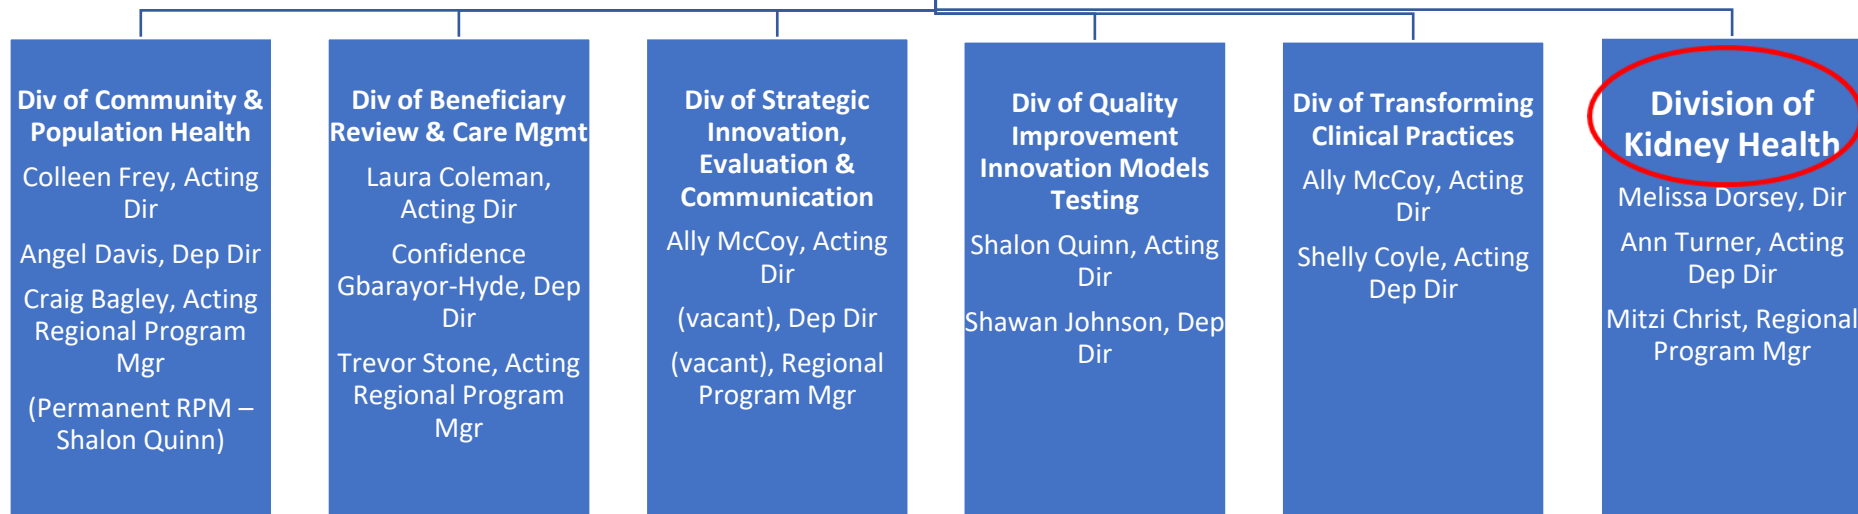 Div of Community &
Population Health
Colleen Frey, Acting
Dir
Angel Davis, Dep Dir
Craig Bagley, Acting
Regional Program
Mgr
(Permanent RPM –
Shalon Quinn)
Div of Beneficiary
Review & Care Mgmt
Laura Coleman,
Acting Dir
Confidence
Gbarayor-Hyde, Dep
Dir
Trevor Stone, Acting
Regional Program
Mgr
Div of Strategic
Innovation,
Evaluation &
Communication
Ally McCoy, Acting
Dir
(vacant), Dep Dir
(vacant), Regional
Program Mgr
Div of Quality
Improvement
Innovation Models
Testing
Shalon Quinn, Acting
Dir
Shawan Johnson, Dep
Dir
Div of Transforming
Clinical Practices
Ally McCoy, Acting
Dir
Shelly Coyle, Acting
Dep Dir
Division of
Kidney Health
Melissa Dorsey, Dir
Ann Turner, Acting
Dep Dir
Mitzi Christ, Regional
Program Mgr